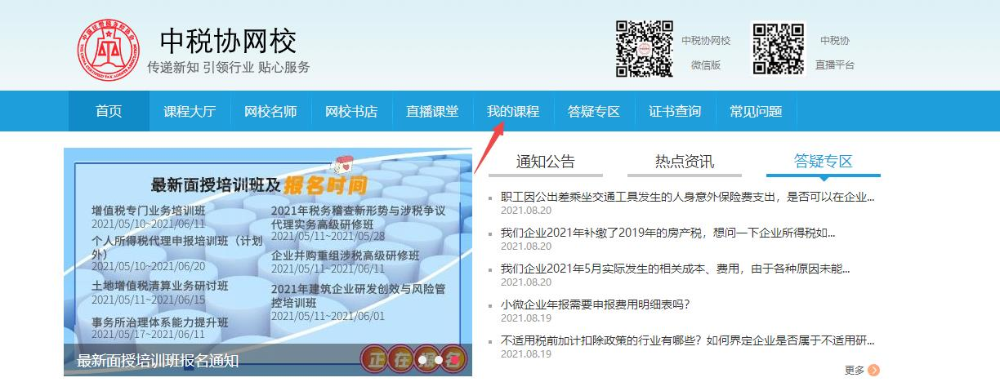 中税协网校
传递新知 引领行业 贴心服务
中税协网校
微信版
中税协
直播平台
首页 课程大厅 网校名师 网校书店 直播课堂 我的课程 答疑专区 证书查询 常见问题
最新面授培训班及报名时间
增值税专门业务培训班
2021/05/10~2021/06/11
个人所得税代理申报培训班（计划
外）
2021/05/10~2021/06/20
土地增值税清算业务研讨班
2021/05/11~2021/06/15
事务所治理体系能力提升班
2021/05/17~2021/06/11
2021年税务稽查新形势与涉税争议
代理实务高级研修班
2021/05/11~2021/05/28
企业并购重组涉税高级研修班
2021/05/11~2021/06/11
2021年建筑企业研发创效与风险管
控培训班
2021/05/11~2021/06/01
最新面授培训班报名通知
正在报名
通知公告 热点资讯 答疑专区
职工因公出差乘坐交通工具发生的人身意外保险费支出，是否可以在企业...
2021.08.20
我们企业2021年补缴了2019年的房产税，想问一下企业所得税如...
2021.08.20
我们企业2021年5月实际发生的相关成本、费用，由于各种原因未能...
2021.08.20
小微企业年报需要申报费用明细表吗?
2021.08.19
不适用税前加计扣除政策的行业有哪些？如何界定企业是否属于不适用研...
2021.08.19
更多